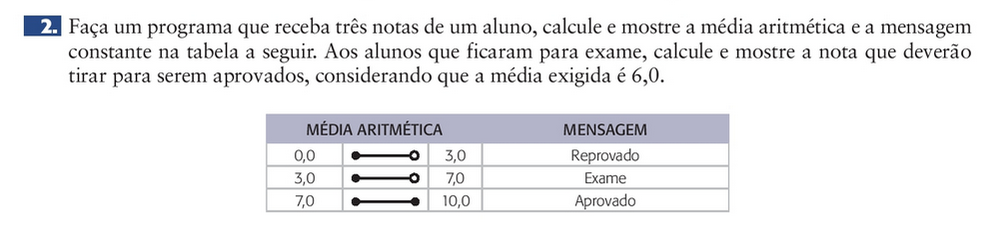 2. Faça um programa que receba três notas de um aluno, calcule e mostre a média aritmética e a mensagem
constante na tabela a seguir. Aos alunos que ficaram para exame, calcule e mostre a nota que deverão
tirar para serem aprovados, considerando que a média exigida é 6,0.
MÉDIA ARITMÉTICA MENSAGEM
0,0 3,0 Reprovado
3,0 7,0 Exame
7,0 10,0 Aprovado